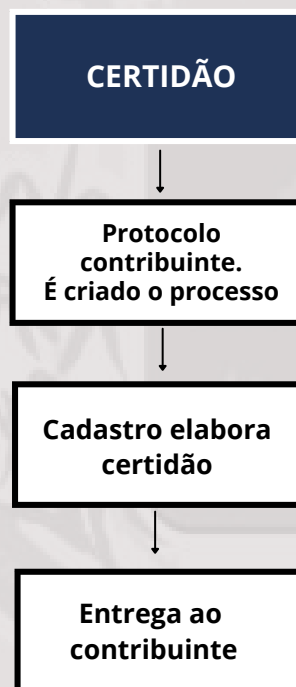 CERTIDÃO
Protocolo
contribuinte.
É criado o processo
Cadastro elabora
certidão
Entrega ao
contribuinte